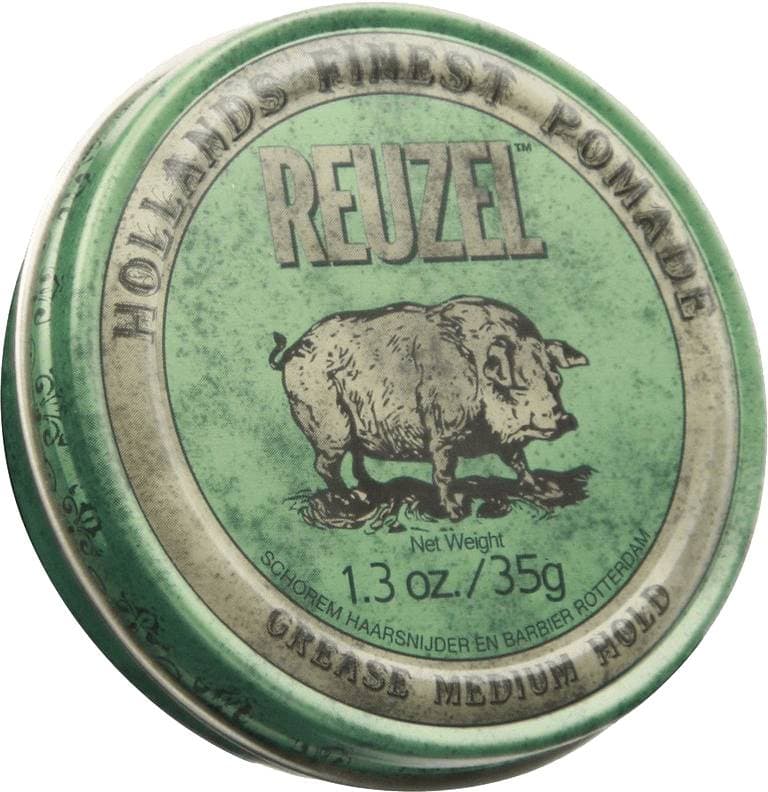 HOLLANDS FINEST POMADE
REUZEL™
Net Weight
1.3 oz./35g
SCHOREM HAARSNIJDER EN BARBIER ROTTERDAM
GREASE MEDIUM HOLD